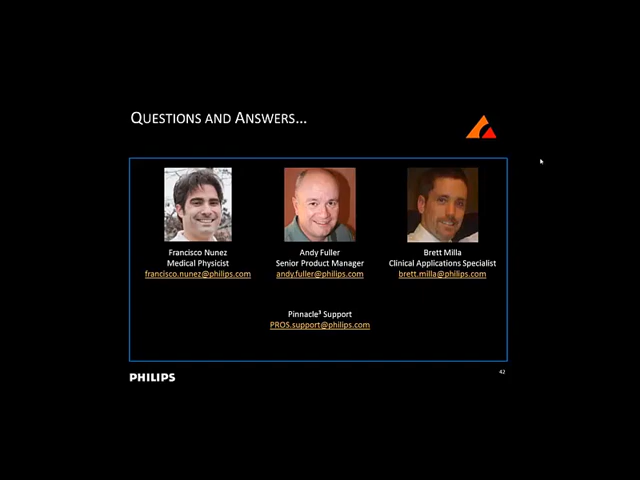 QUESTIONS AND ANSWERS...
Francisco Nunez
Medical Physicist
francisco.nunez@philips.com
Andy Fuller
Senior Product Manager
andy.fuller@philips.com
Brett Milla
Clinical Applications Specialist
brett.milla@philips.com
Pinnacle³ Support
PROS.support@philips.com
PHILIPS
42